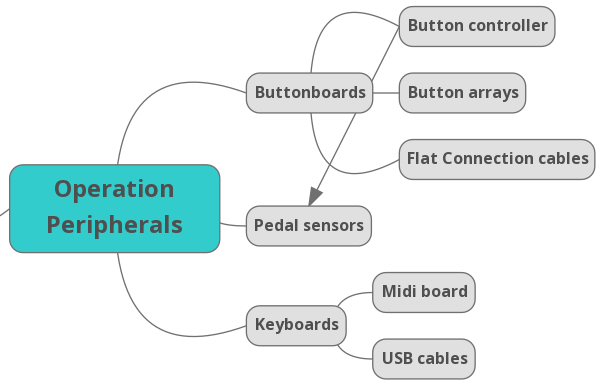 Operation
Peripherals
Buttonboards
Button controller
Button arrays
Flat Connection cables
Pedal sensors
Keyboards
Midi board
USB cables